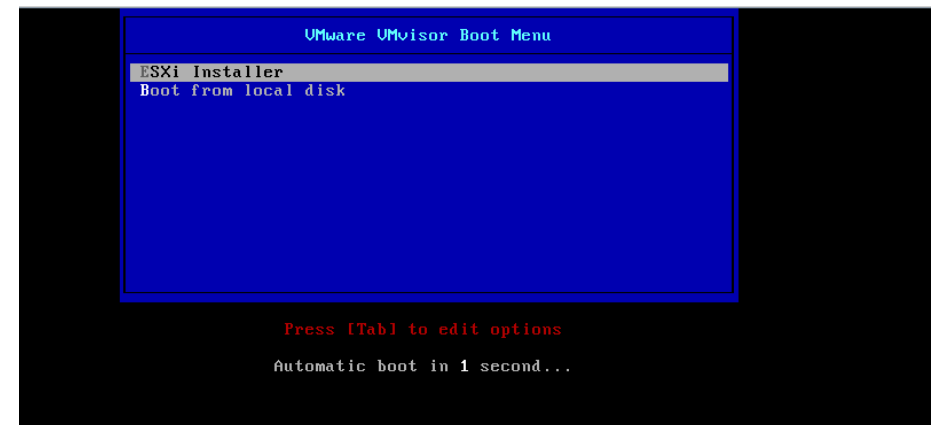 VMware VMvisor Boot Menu
ESXi Installer
Boot from local disk
Press [Tab] to edit options
Automatic boot in 1 second...